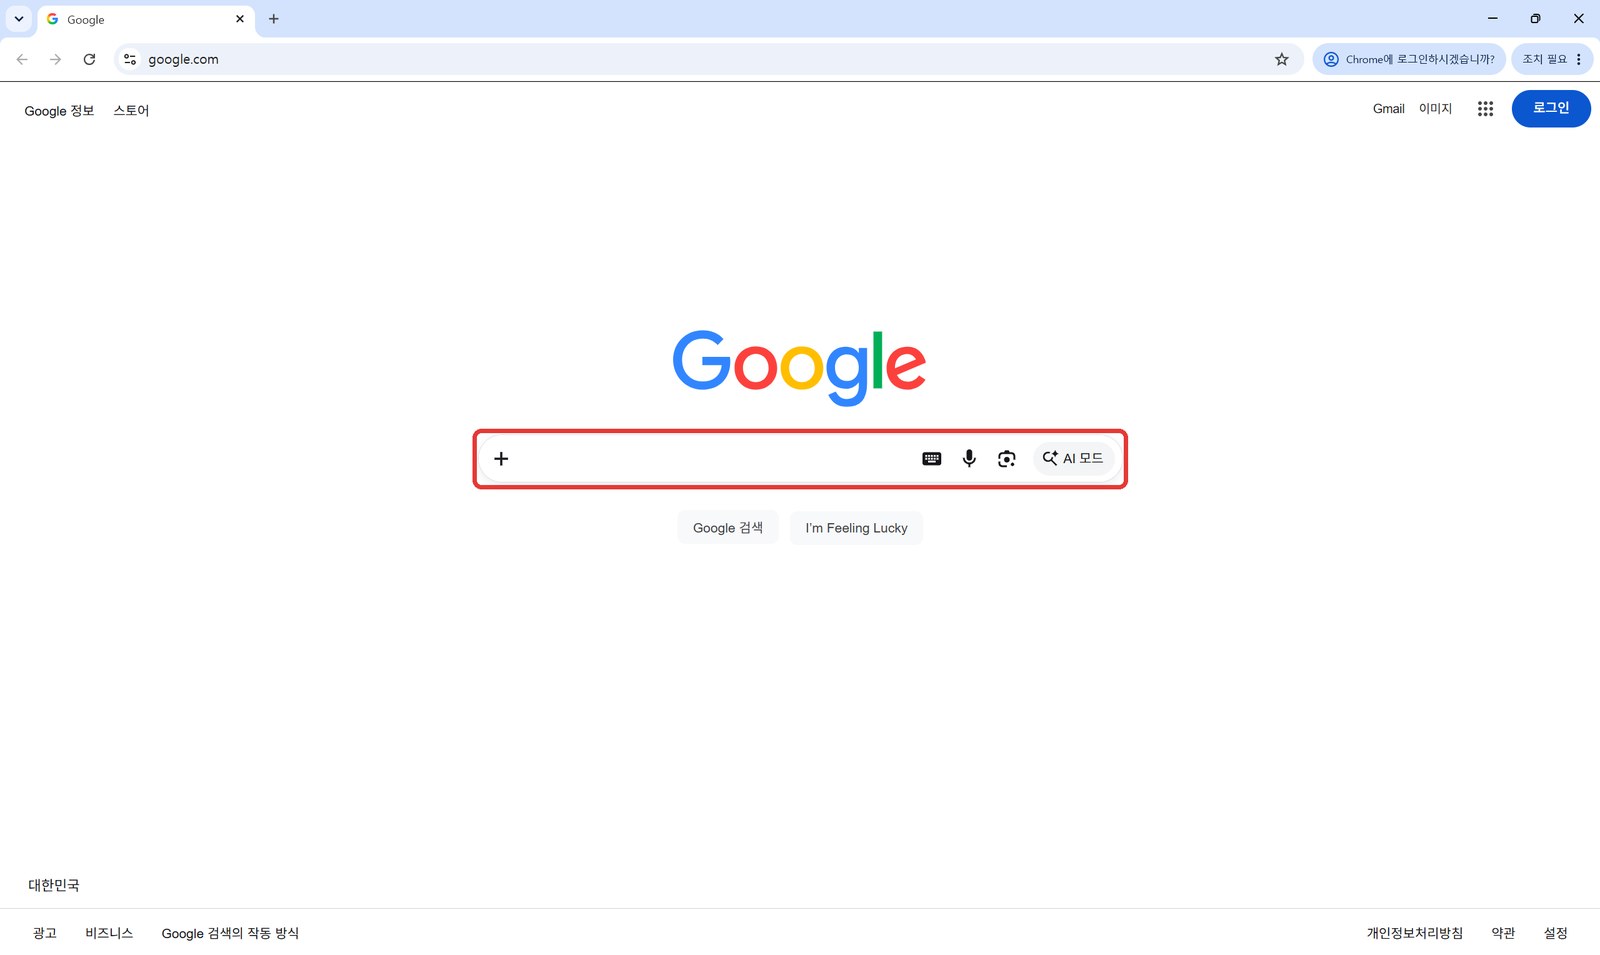 Google
google.com
Chrome에 로그인하시겠습니까?
조치 필요
Google 정보 스토어
Gmail 이미지
로그인
Google
AI 모드
Google 검색
I'm Feeling Lucky
대한민국
광고 비즈니스 Google 검색의 작동 방식
개인정보처리방침 약관 설정